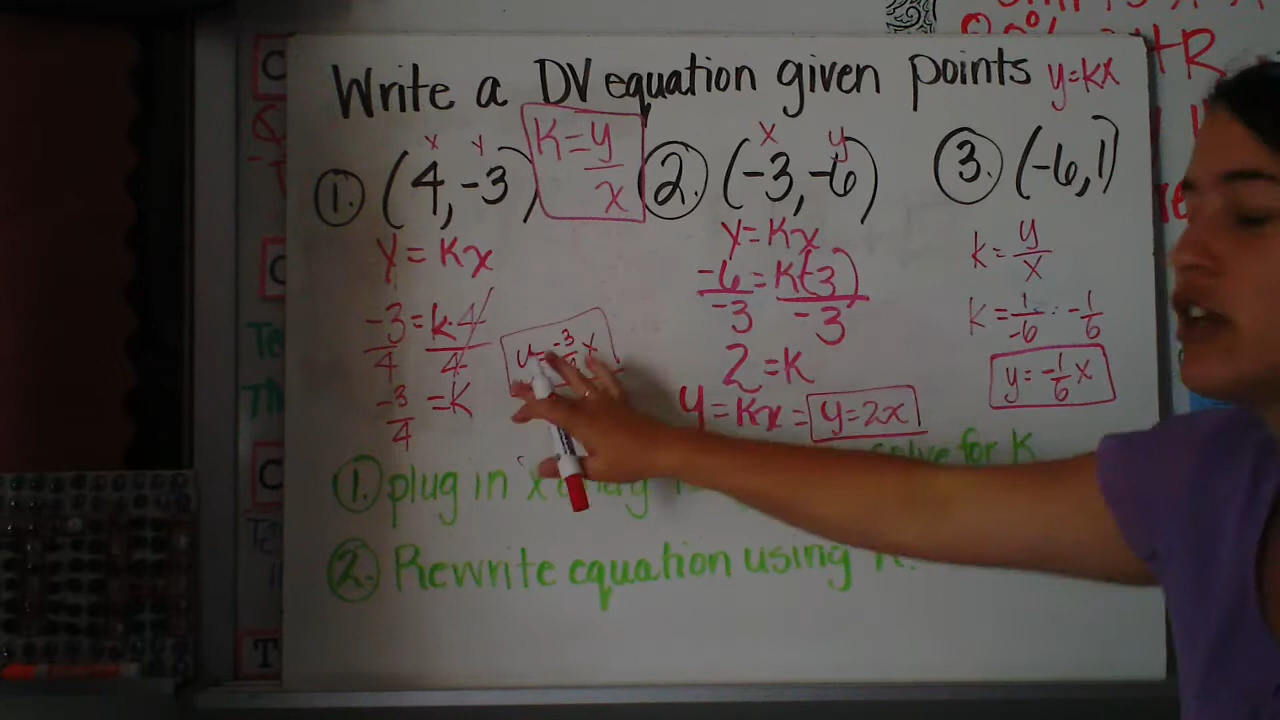 Write a DV equation given points y=kx
x y
K=y/x
1. (4,-3)
y=Kx
-3/4=k·4/4
-3/4=K
x y
2. (-3,-6)
y=Kx
-6/-3=k(-3)/-3
2=K
y=Kx= y=2x
3. (-6,1)
k=y/x
k=1/-6 : -1/6
y=-1/6x
1. plug in x solve for K
2. Rewrite equation using K.